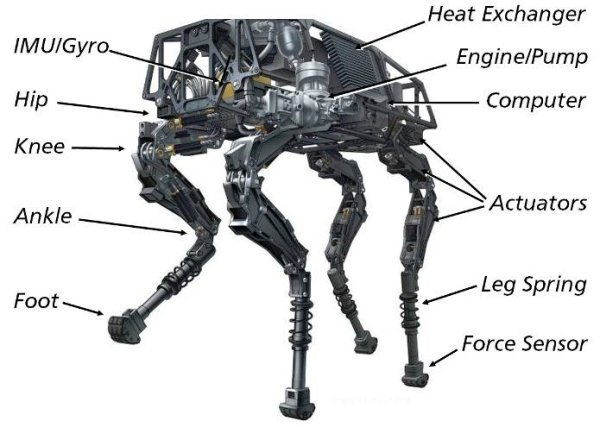 Heat Exchanger
IMU/Gyro
Engine/Pump
Hip
Computer
Knee
Actuators
Ankle
Leg Spring
Foot
Force Sensor